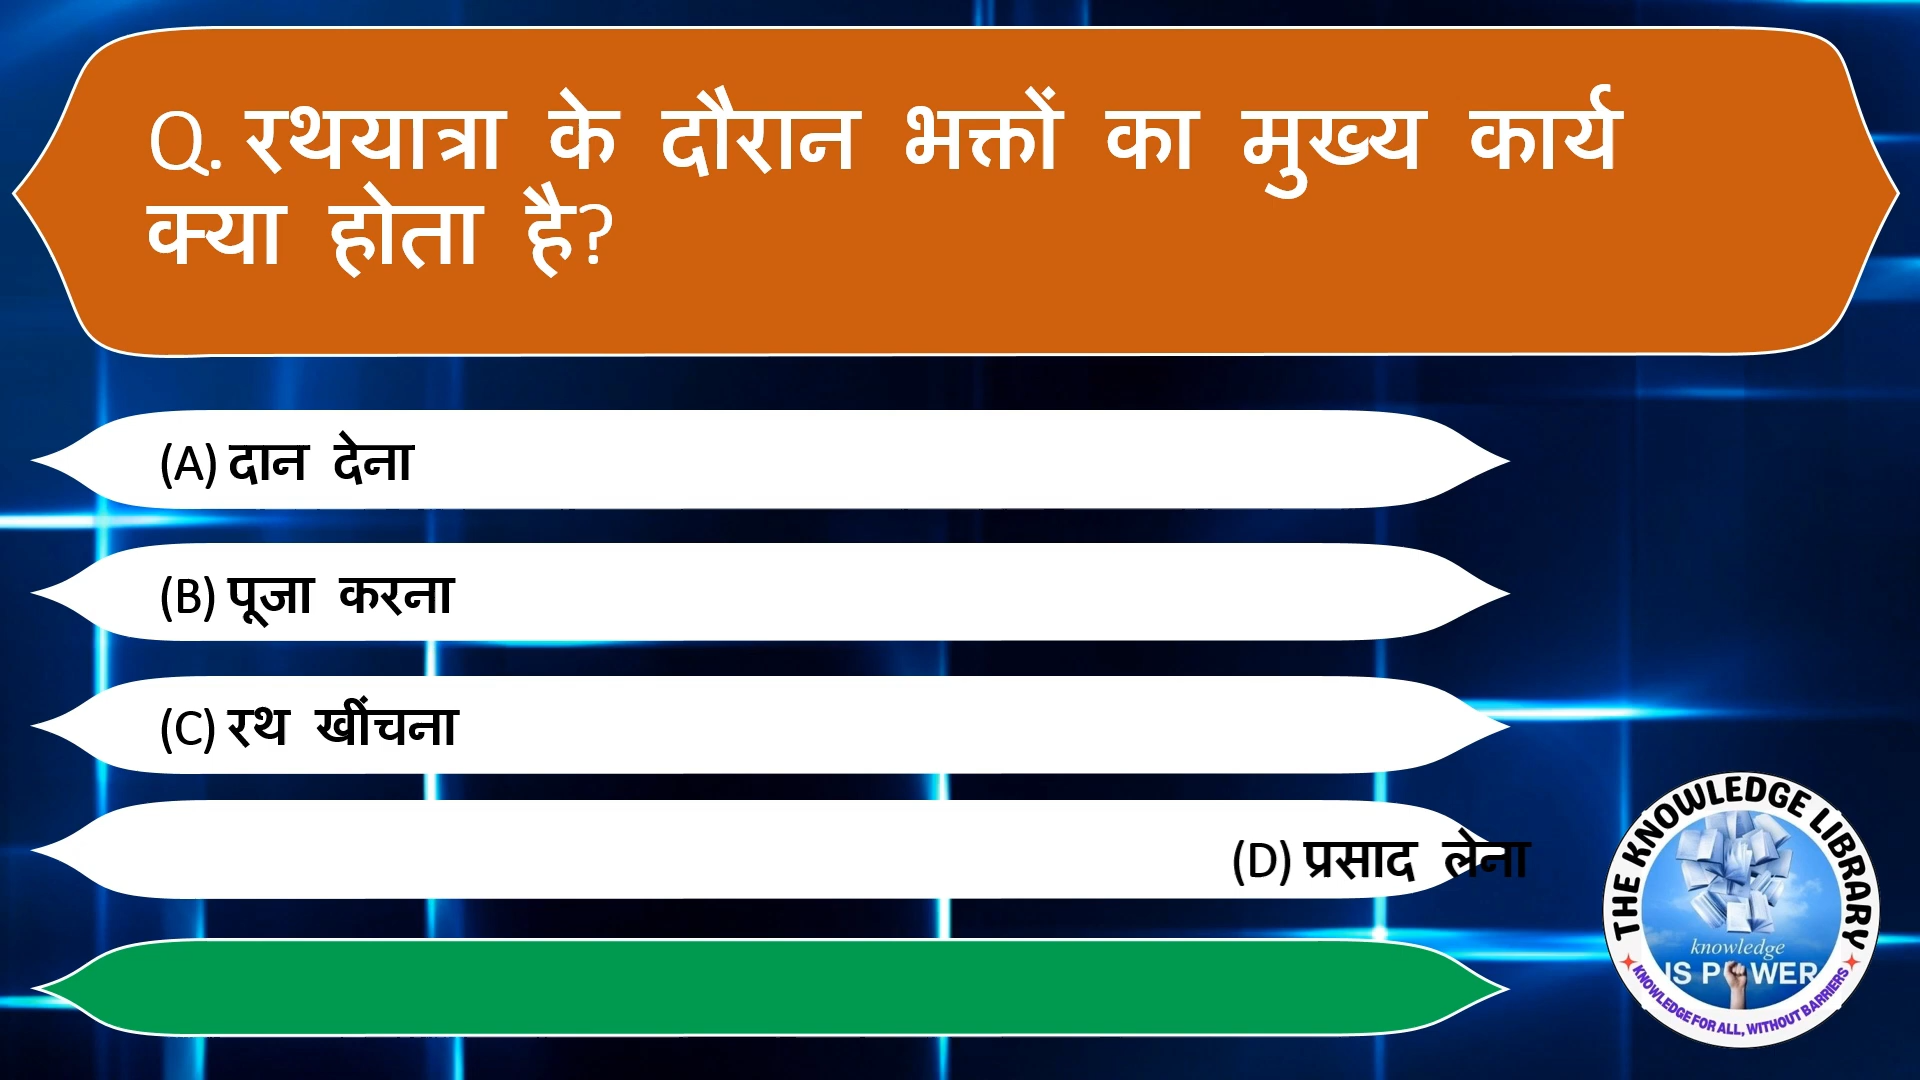 Q. रथयात्रा के दौरान भक्तों का मुख्य कार्य
क्या होता है?
(A) दान देना
(B) पूजा करना
(C) रथ खींचना
(D) प्रसाद लेना
THE KNOWLEDGE LIBRARY
knowledge
IS POWER
KNOWLEDGE FOR ALL, WITHOUT BARRIERS